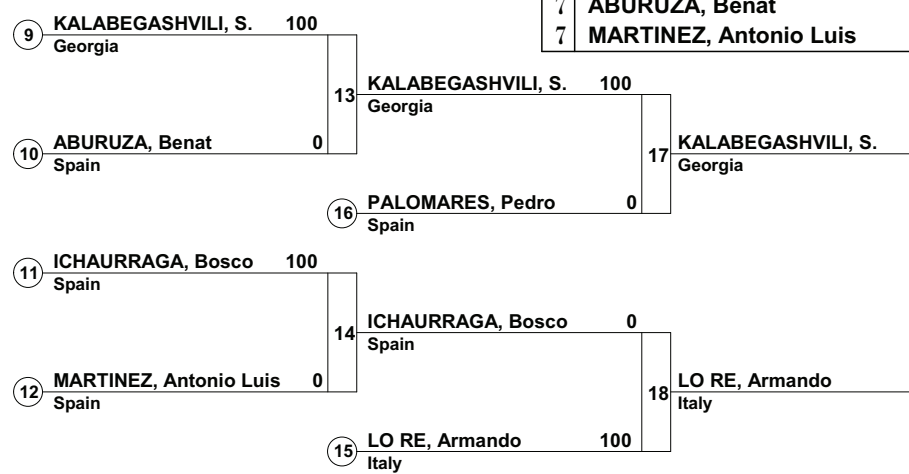 7 ABURUZA, Benat
7 MARTINEZ, Antonio Luis
9 KALABEGASHVILI, S. 100
Georgia
13 KALABEGASHVILI, S. 100
Georgia
10 ABURUZA, Benat 0
Spain
17 KALABEGASHVILI, S.
Georgia
16 PALOMARES, Pedro 0
Spain
11 ICHAURRAGA, Bosco 100
Spain
14 ICHAURRAGA, Bosco 0
Spain
12 MARTINEZ, Antonio Luis 0
Spain
18 LO RE, Armando
Italy
15 LO RE, Armando 100
Italy